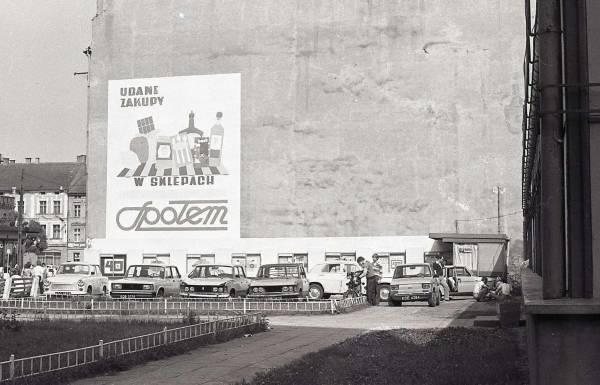 UDANE
ZAKUPY
W SKLEPACH
Społem